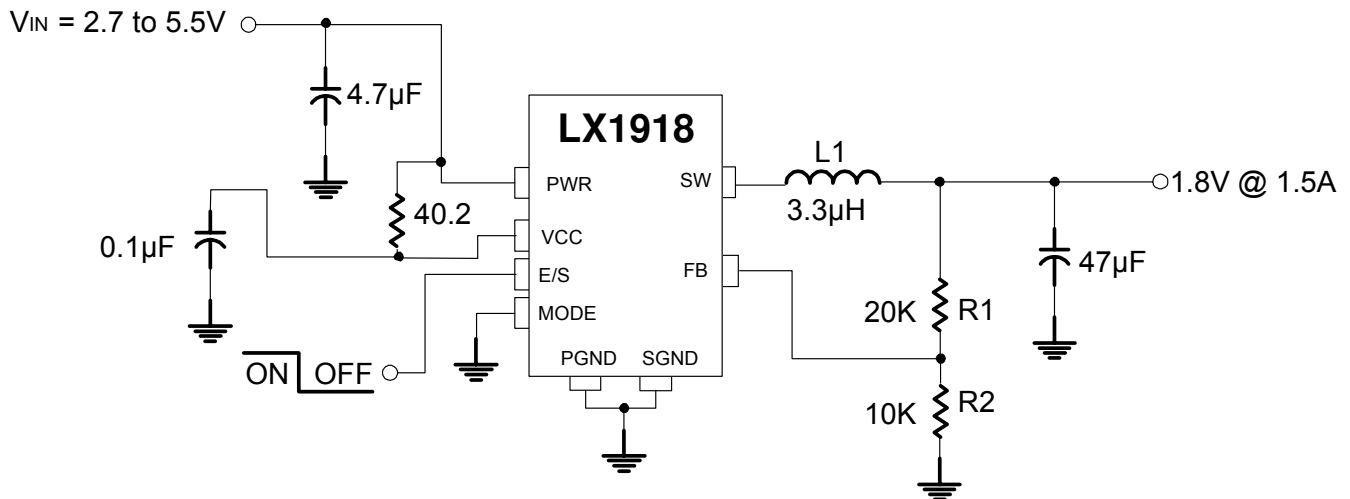 VIN = 2.7 to 5.5V
4.7µF
LX1918
L1
PWR
SW
1.8V @ 1.5A
40.2
3.3µH
0.1µF
VCC
47µF
E/S
FB
MODE
20K
R1
ON
OFF
PGND
SGND
10K
R2